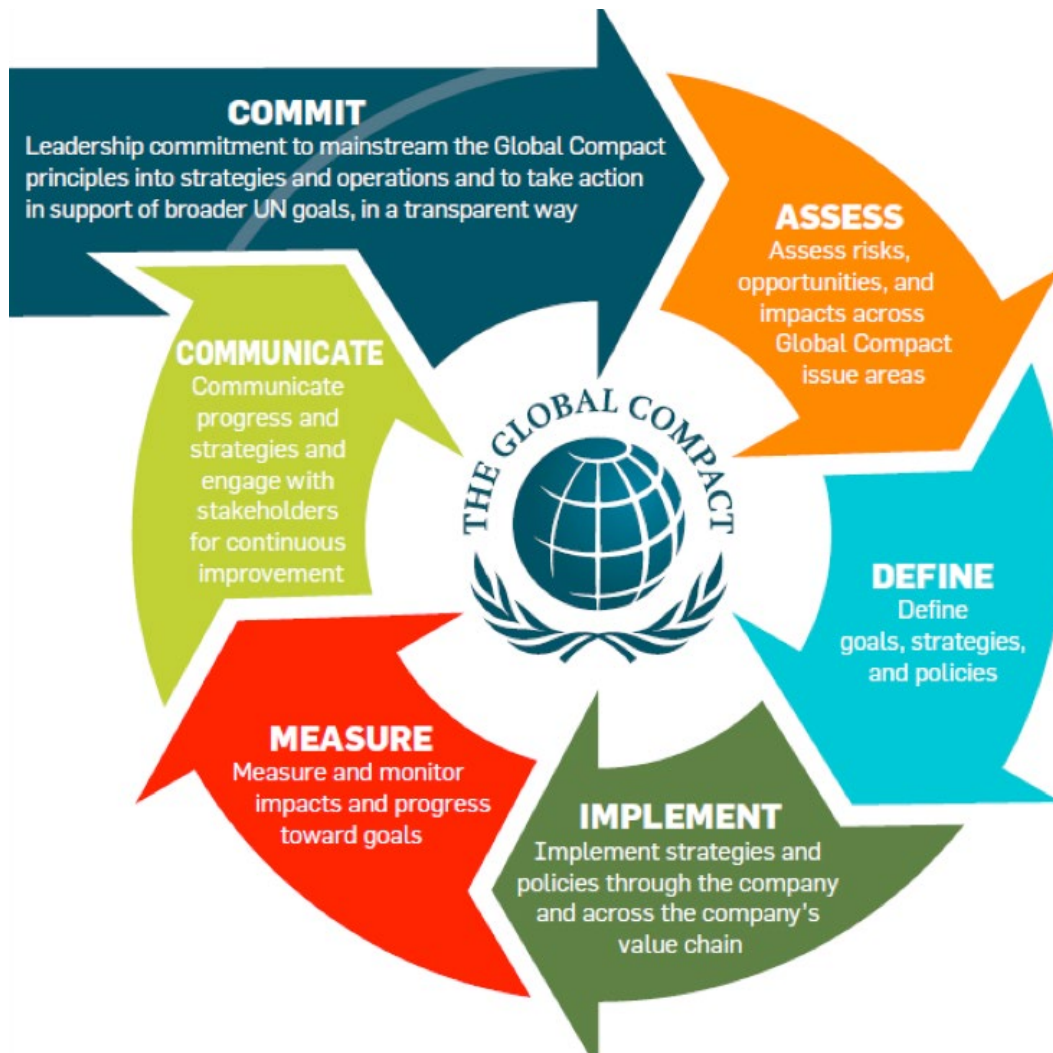 COMMIT
Leadership commitment to mainstream the Global Compact
principles into strategies and operations and to take action
in support of broader UN goals, in a transparent way
ASSESS
Assess risks,
opportunities, and
impacts across
Global Compact
issue areas
DEFINE
Define
goals, strategies,
and policies
IMPLEMENT
Implement strategies and
policies through the company
and across the company's
value chain
MEASURE
Measure and monitor
impacts and progress
toward goals
COMMUNICATE
Communicate
progress and
strategies and
engage with
stakeholders
for continuous
improvement
THE GLOBAL COMPACT